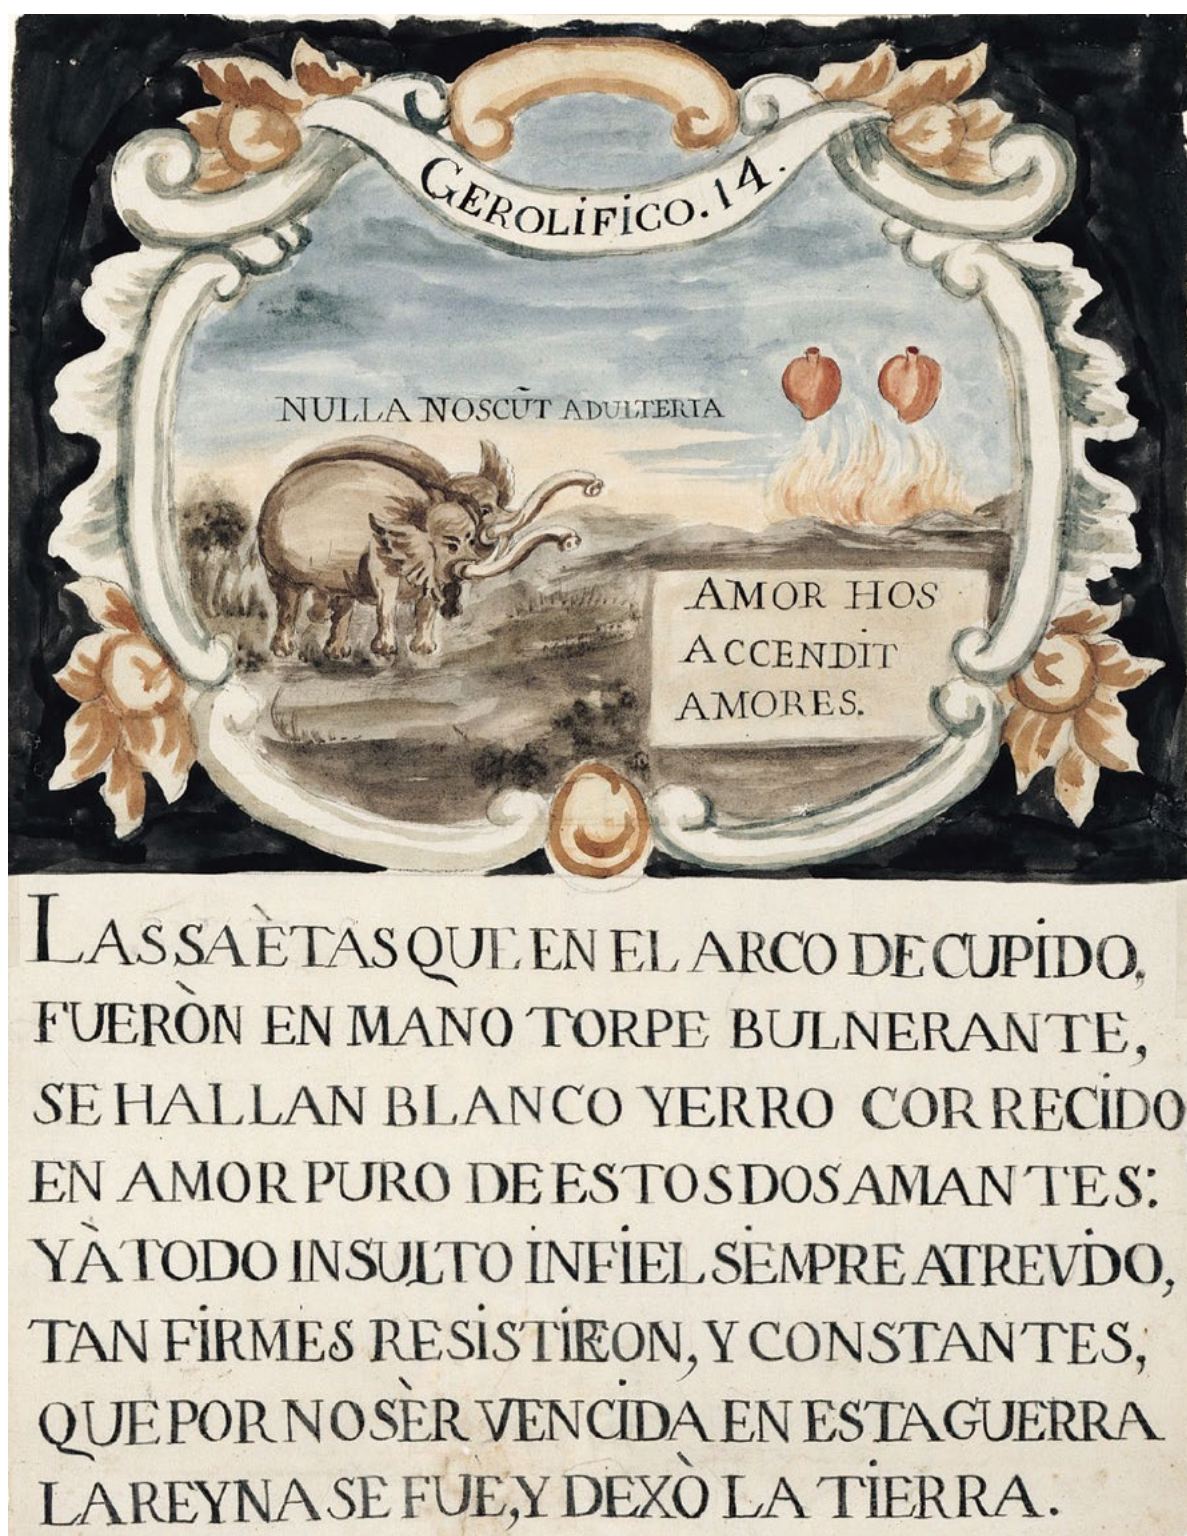 GEROLIFICO. 14.
NULLA NOSCUT̃ ADULTERIA
AMOR HOS
ACCENDIT
AMORES.
LAS SAÈTAS QUE EN EL ARCO DE CUPIDO,
FUERÒN EN MANO TORPE BULNERANTE,
SE HALLAN BLANCO YERRO CORRECIDO
EN AMOR PURO DE ESTOS DOS AMANTES:
Y À TODO INSULTO INFIEL SEMPRE ATREVDO,
TAN FIRMES RESISTIERON, Y CONSTANTES,
QUE POR NO SÈR VENCIDA EN ESTA GUERRA
LA REYNA SE FUE, Y DEXÒ LA TIERRA.